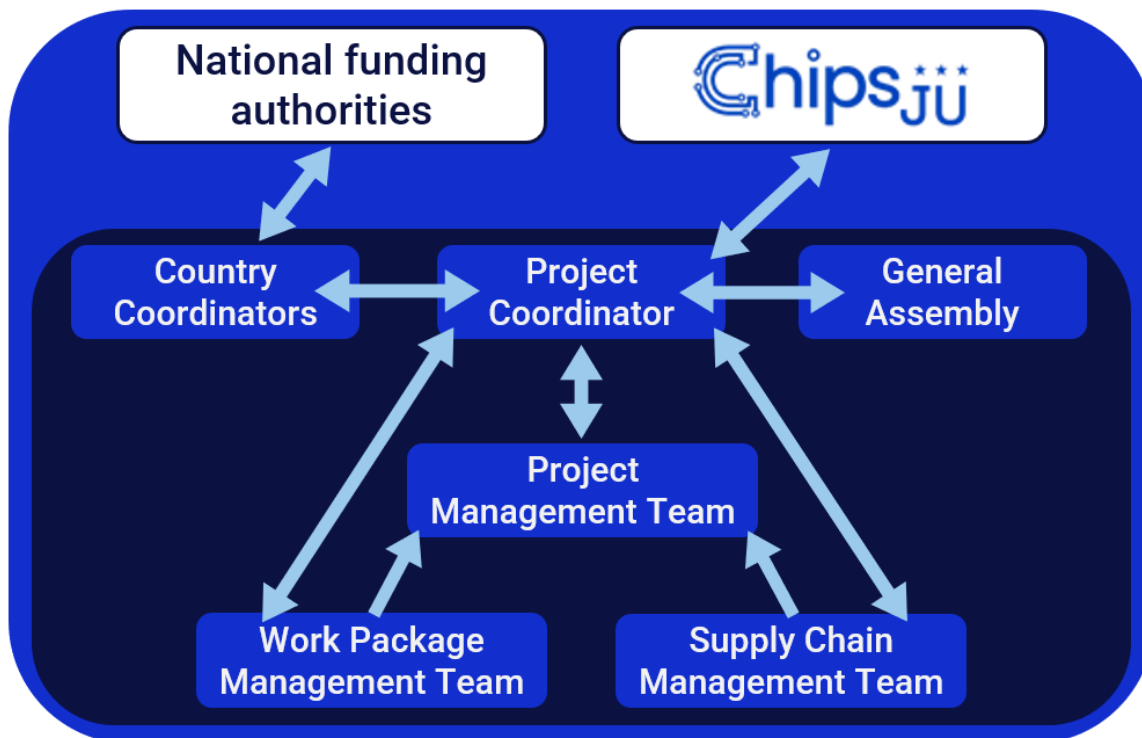 National funding
authorities
Chips JU
Country
Coordinators
Project
Coordinator
General
Assembly
Project
Management Team
Work Package
Management Team
Supply Chain
Management Team